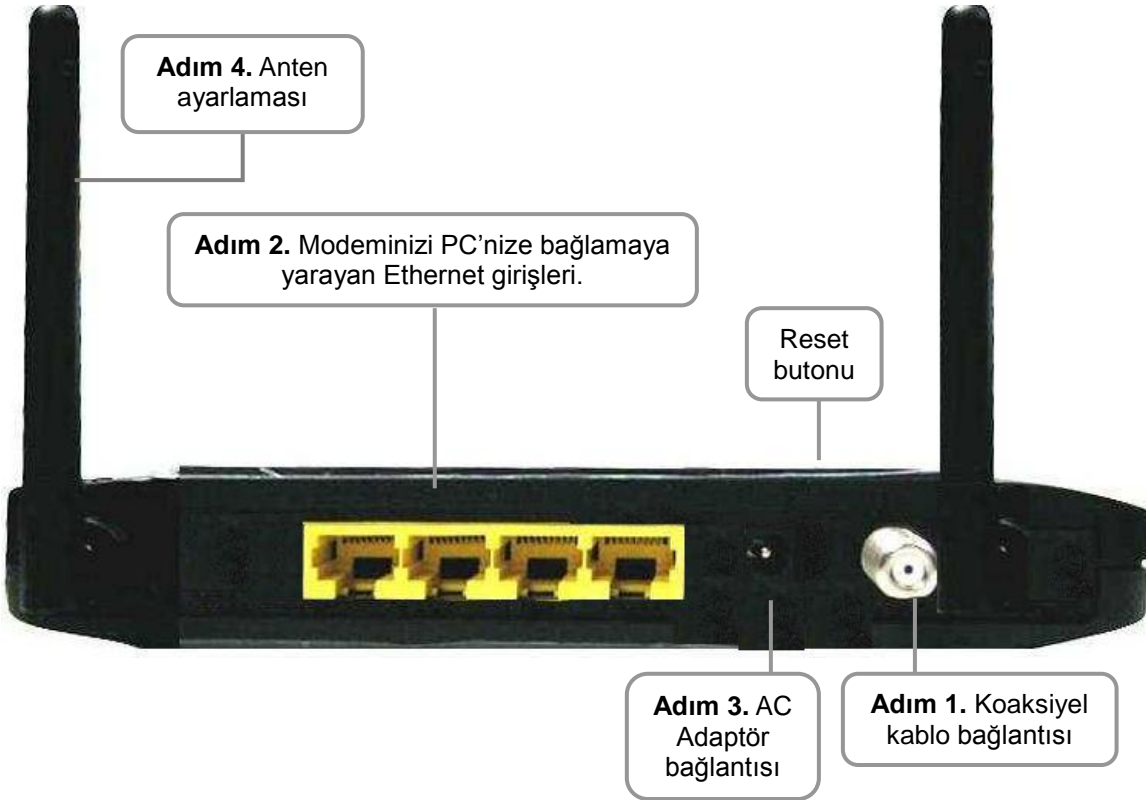 Adım 4. Anten
ayarlaması
Adım 2. Modeminizi PC’nize bağlamaya
yarayan Ethernet girişleri.
Reset
butonu
Adım 3. AC
Adaptör
bağlantısı
Adım 1. Koaksiyel
kablo bağlantısı